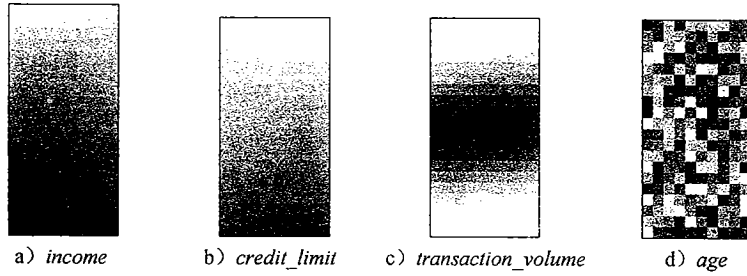 a) income
b) credit_limit
c) transaction_volume
d) age